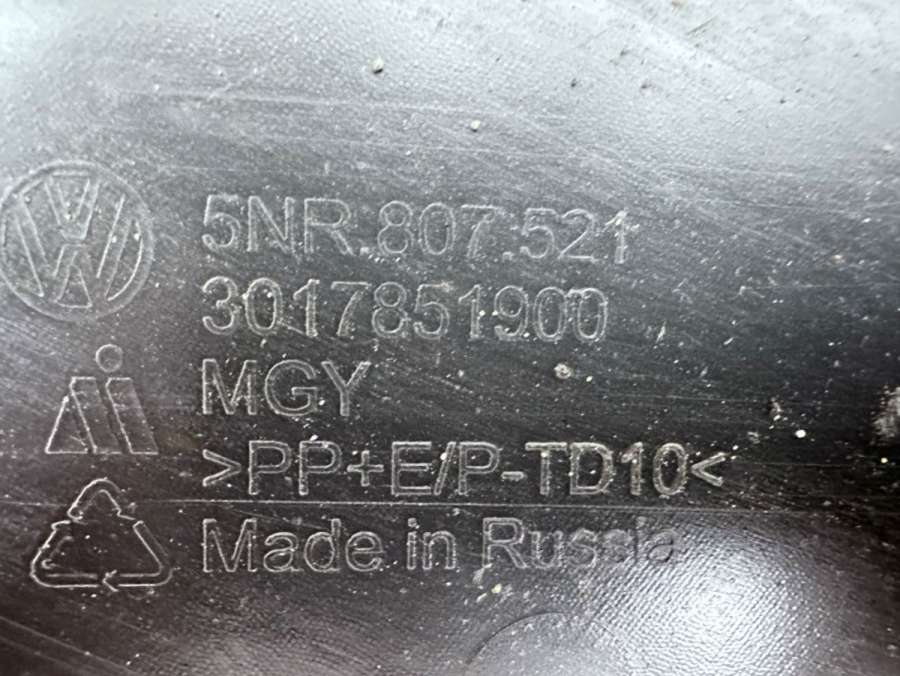 5NR.807.521
3017851900
MGY
>PP+E/P-TD10<
Made in Russia